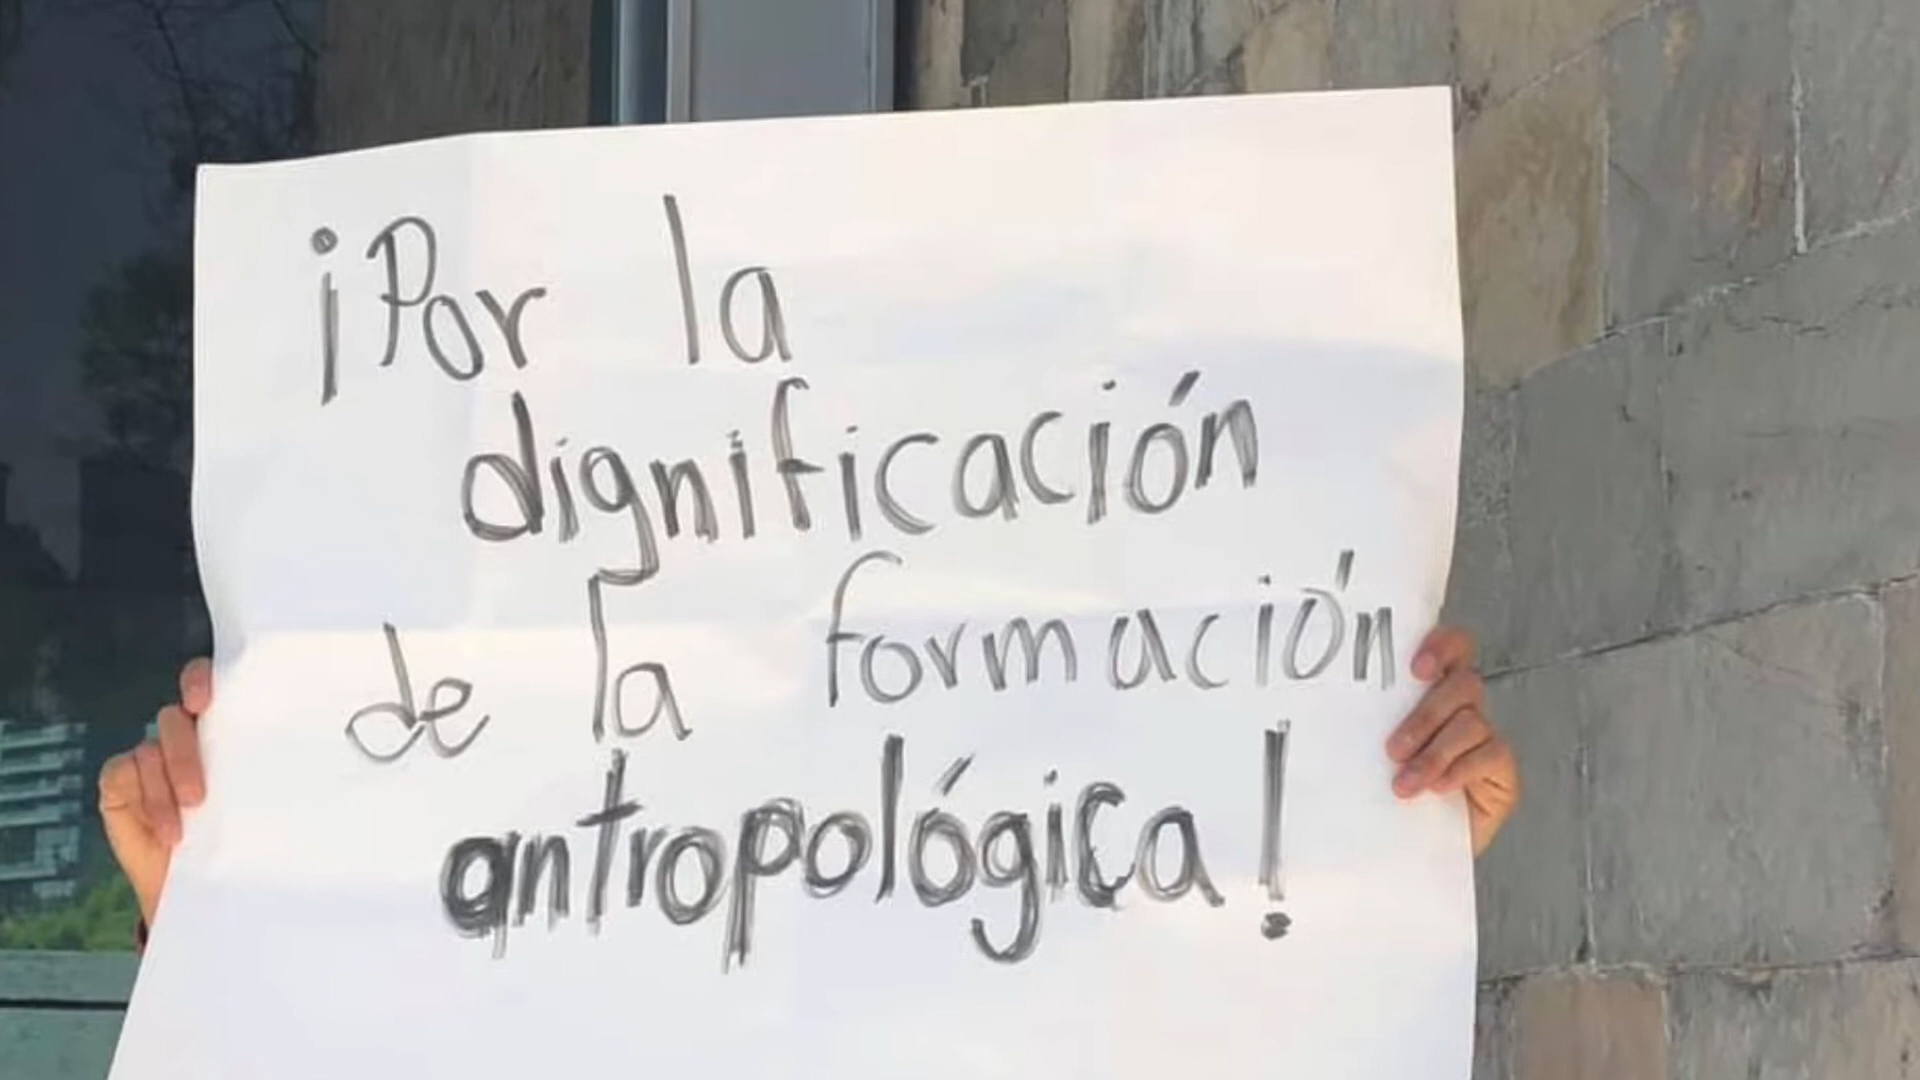 ¡Por la
dignificación
de la formación
antropológica!